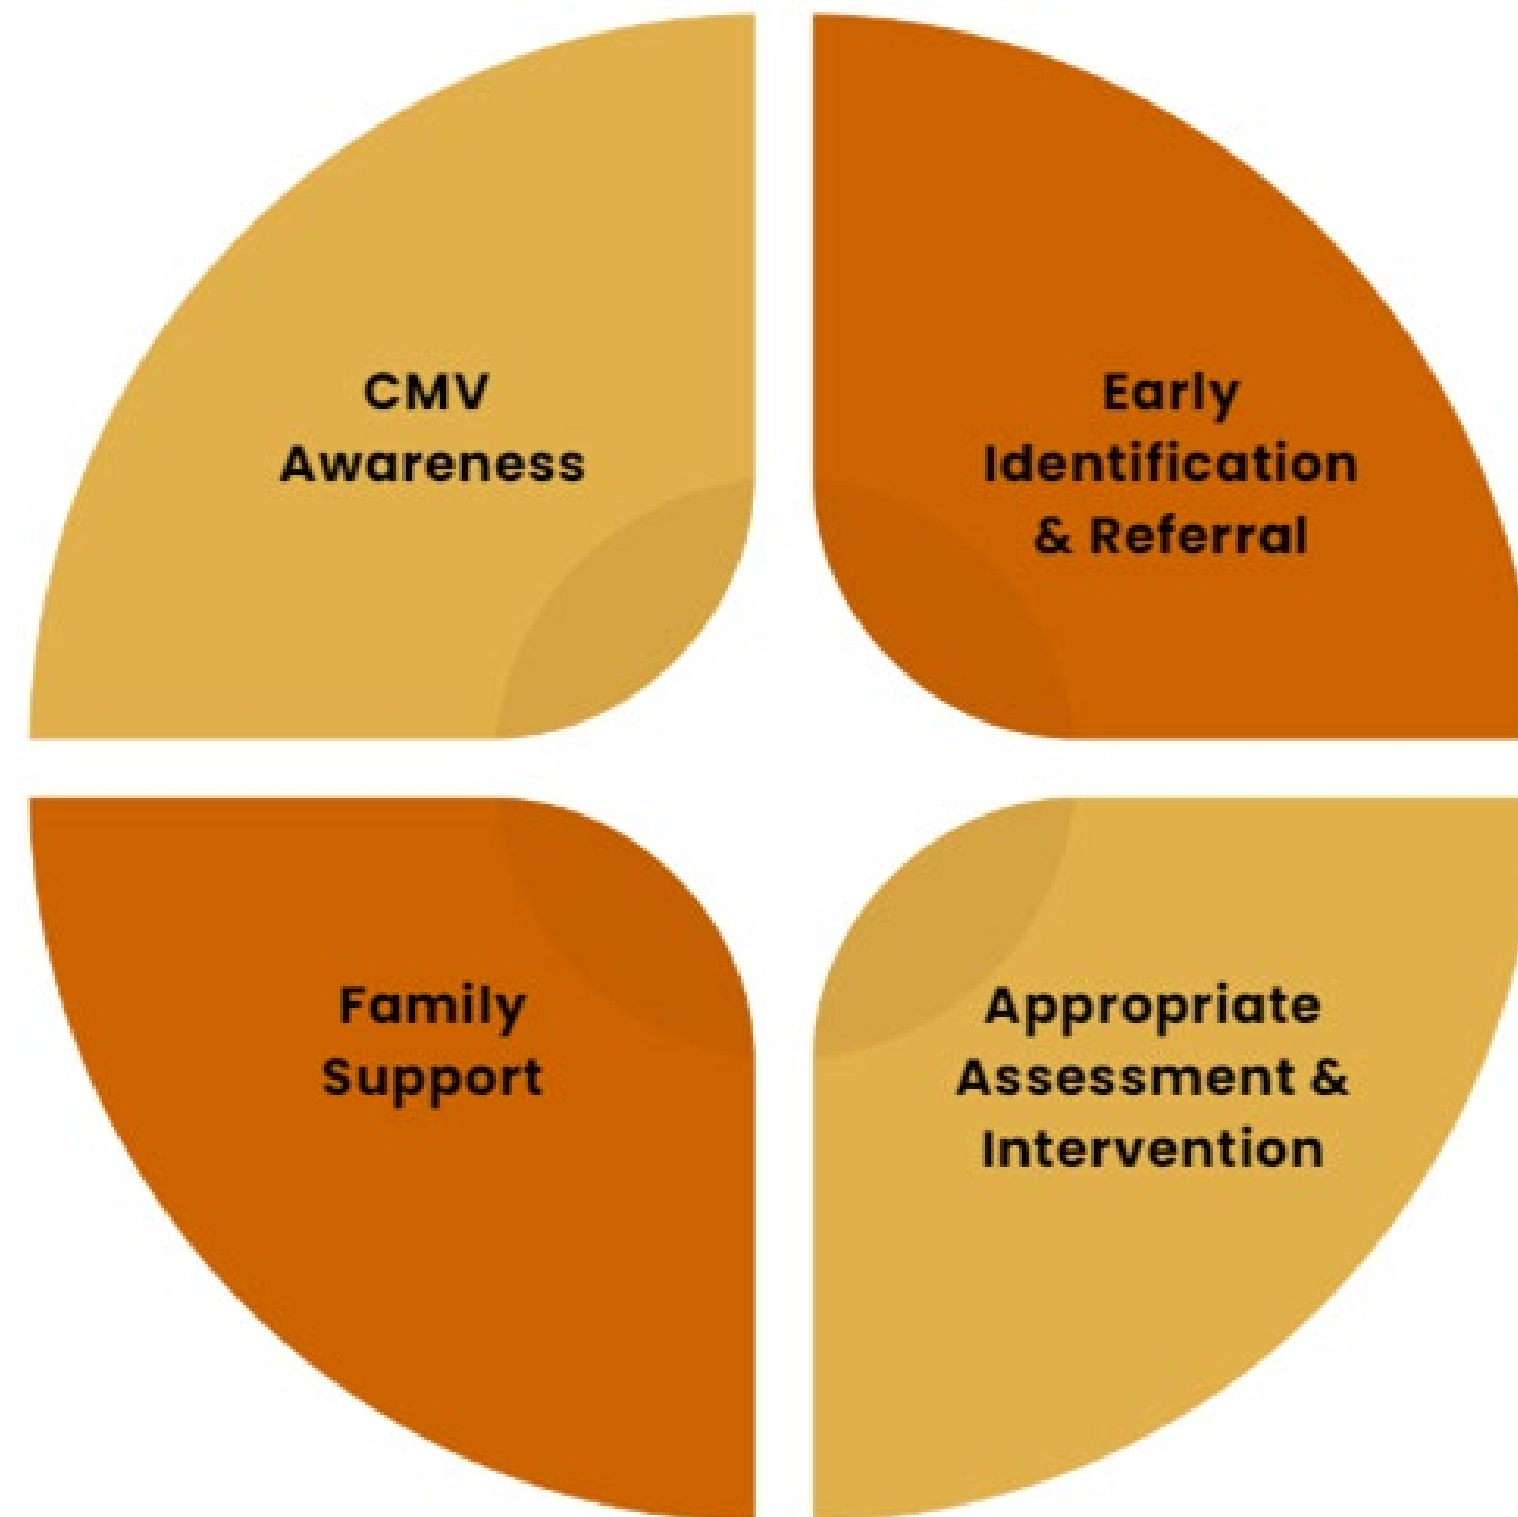 CMV
Awareness
Early
Identification
& Referral
Family
Support
Appropriate
Assessment &
Intervention